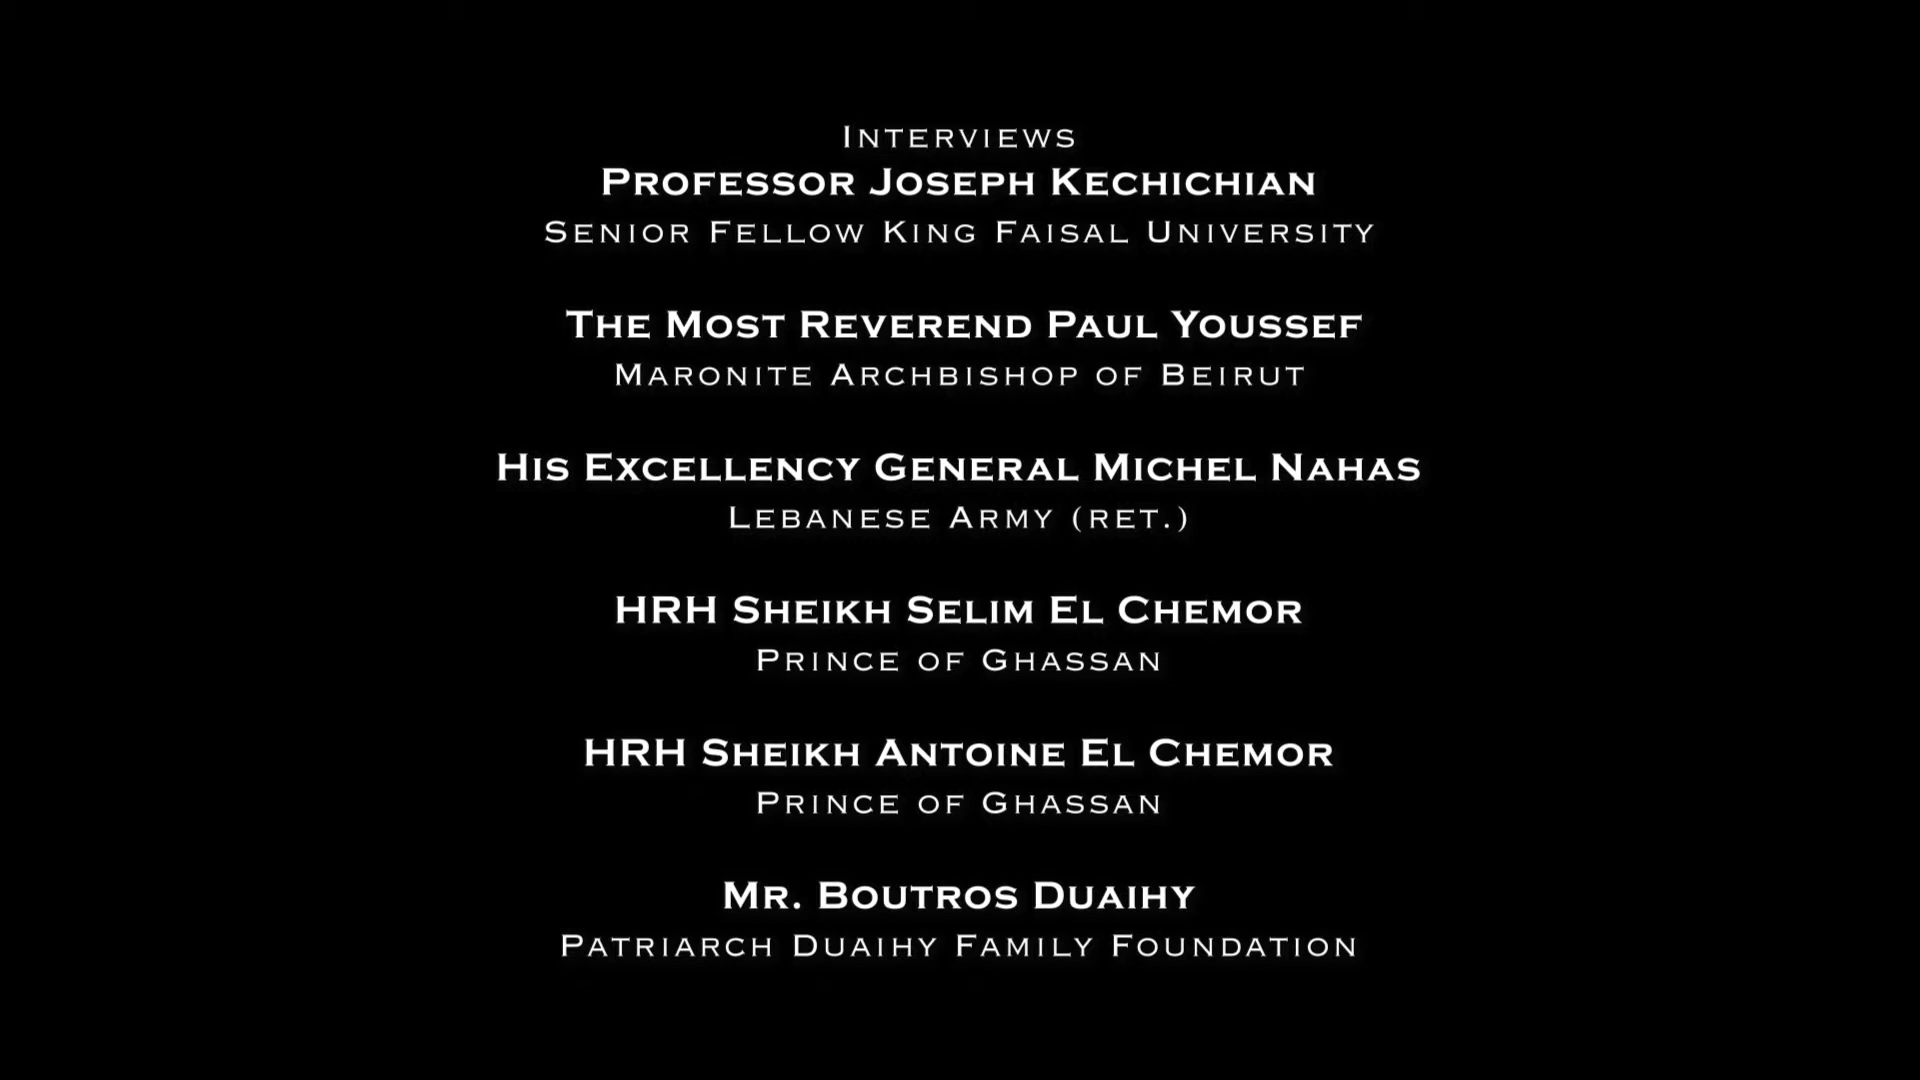 Interviews
Professor Joseph Kechichian
Senior Fellow King Faisal University
The Most Reverend Paul Youssef
Maronite Archbishop of Beirut
His Excellency General Michel Nahas
Lebanese Army (ret.)
HRH Sheikh Selim El Chemor
Prince of Ghassan
HRH Sheikh Antoine El Chemor
Prince of Ghassan
Mr. Boutros Duaihy
Patriarch Duaihy Family Foundation